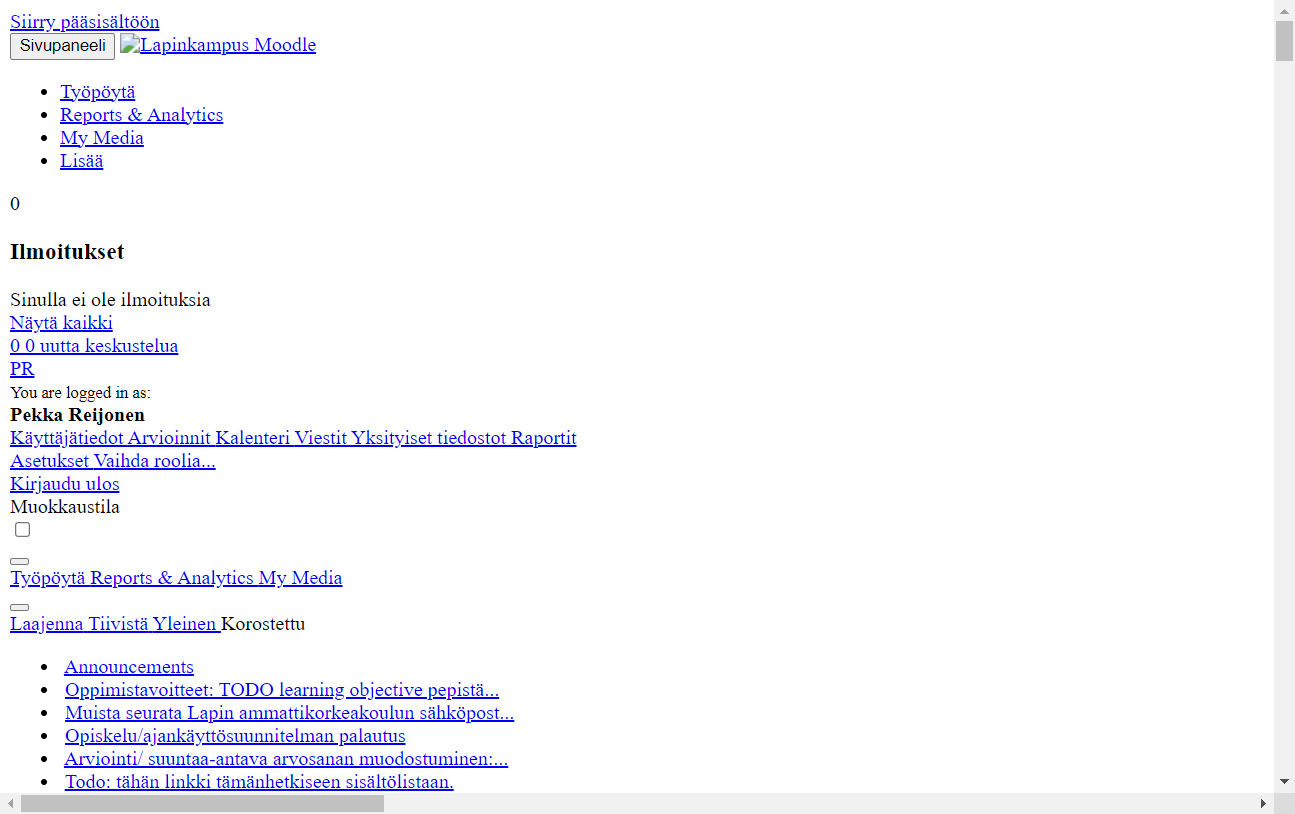 Siirry pääsisältöön
Sivupaneeli Lapinkampus Moodle
Työpöytä
Reports & Analytics
My Media
Lisää
0
Ilmoitukset
Sinulla ei ole ilmoituksia
Näytä kaikki
0 0 uutta keskustelua
PR
You are logged in as:
Pekka Reijonen
Käyttäjätiedot Arvioinnit Kalenteri Viestit Yksityiset tiedostot Raportit
Asetukset Vaihda roolia...
Kirjaudu ulos
Muokkaustila
Työpöytä Reports & Analytics My Media
Laajenna Tiivistä Yleinen Korostettu
Announcements
Oppimistavoitteet: TODO learning objective pepistä...
Muista seurata Lapin ammattikorkeakoulun sähköpost...
Opiskelu/ajankäyttösuunnitelman palautus
Arviointi/ suuntaa-antava arvosanan muodostuminen:...
Todo: tähän linkki tämänhetkiseen sisältölistaan.